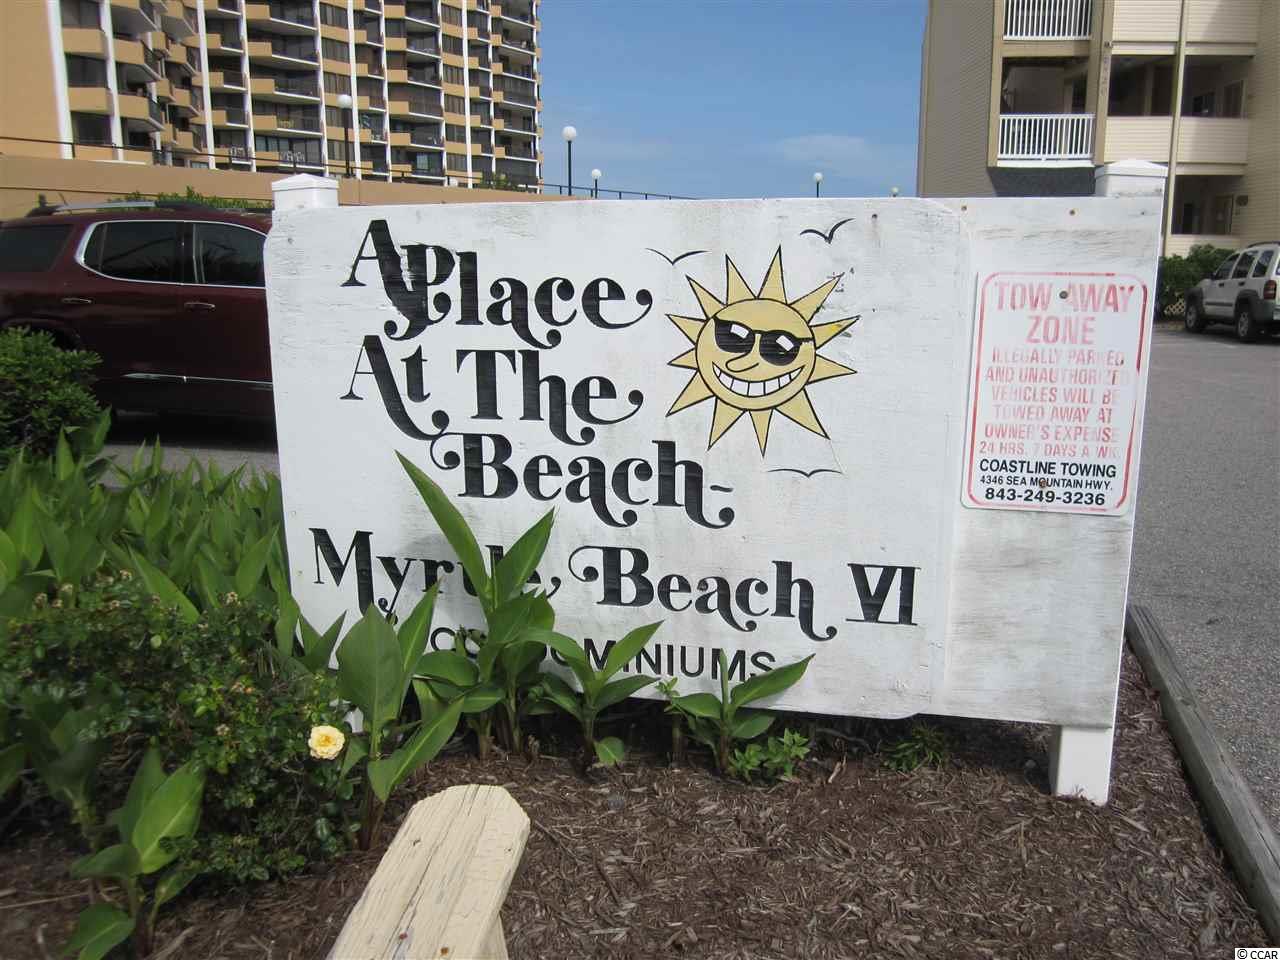 A Place
At The
Beach-
Myrtle Beach VI
CONDOMINIUMS
TOW AWAY
ZONE
ILLEGALLY PARKED
AND UNAUTHORIZED
VEHICLES WILL BE
TOWED AWAY AT
OWNER'S EXPENSE
24 HRS. 7 DAYS A WK.
COASTLINE TOWING
4346 SEA MOUNTAIN HWY.
843-249-3236
© CCAR